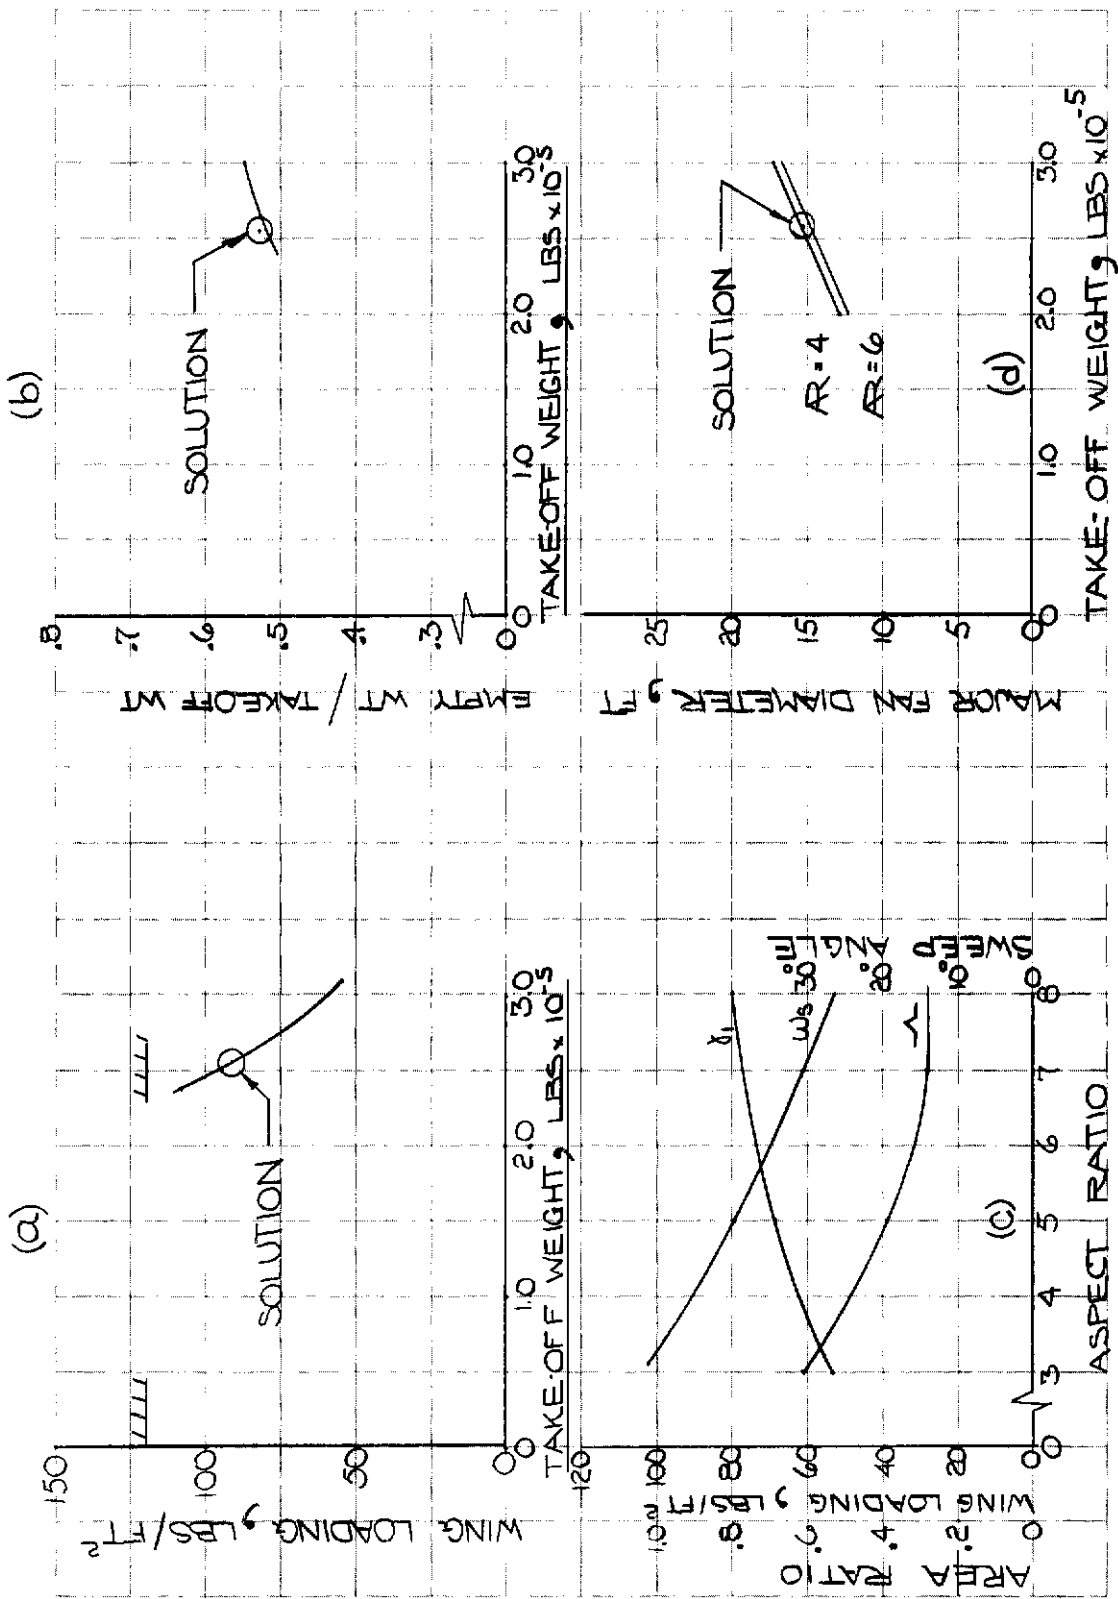 (a)
150
100
50
0
WING LOADING, LBS/FT²
SOLUTION
0
1.0
2.0
3.0
TAKE-OFF WEIGHT, LBS x 10⁻⁵
(b)
.8
.7
.6
.5
.4
.3
0
EMPTY WT / TAKEOFF WT
SOLUTION
0
1.0
2.0
3.0
TAKE-OFF WEIGHT, LBS x 10⁻⁵
120
100
80
60
40
20
0
WING LOADING, LBS/FT²
1.0
.8
.6
.4
.2
0
AREA RATIO
γ₁
ωs
Λ
30°
20°
10°
0
SWEEP ANGLE
(c)
0
3
4
5
6
7
8
ASPECT RATIO
25
20
15
10
5
0
MAJOR FAN DIAMETER, FT
SOLUTION
AR=4
AR=6
(d)
0
1.0
2.0
3.0
TAKE-OFF WEIGHT, LBS x 10⁻⁵